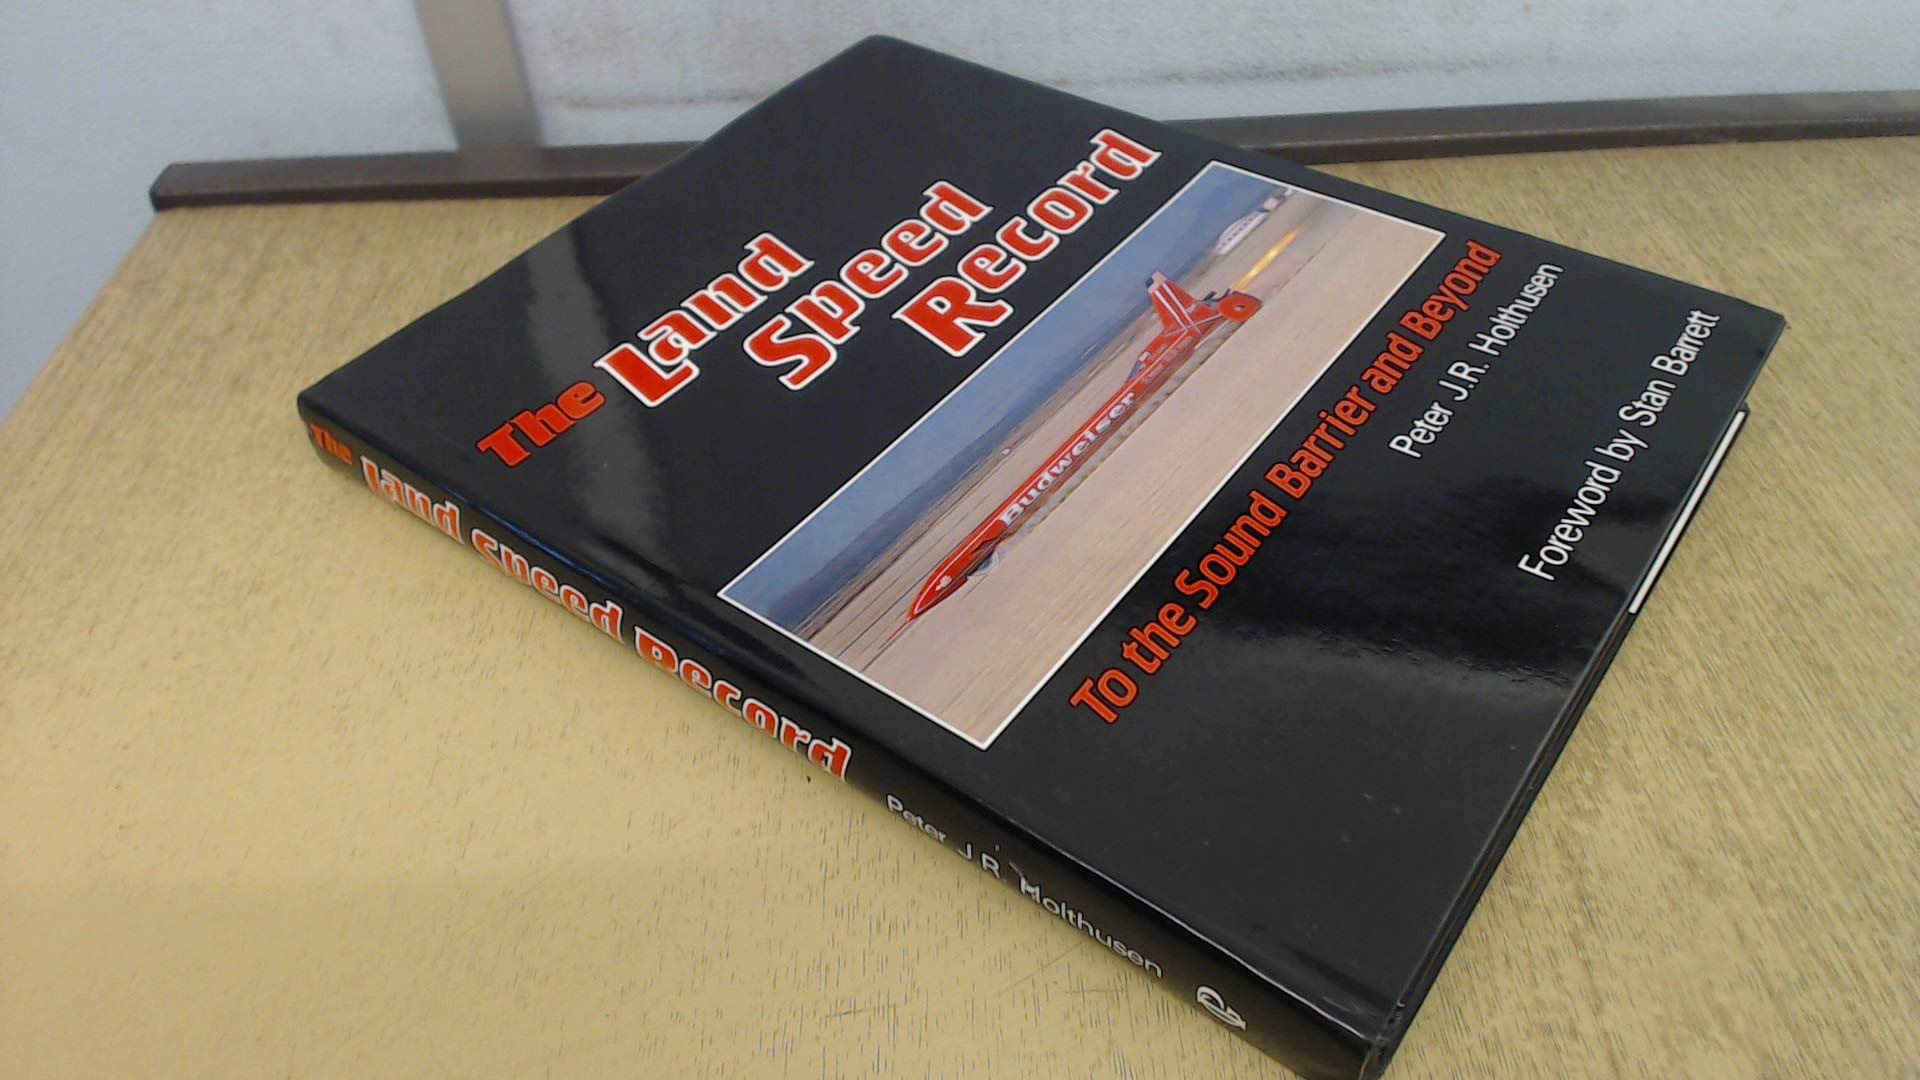 The Land
Speed
Record
Budweiser
To the Sound Barrier and Beyond
Peter J.R. Holthusen
Foreword by Stan Barrett
The Land Speed Record
Peter J.R. Holthusen